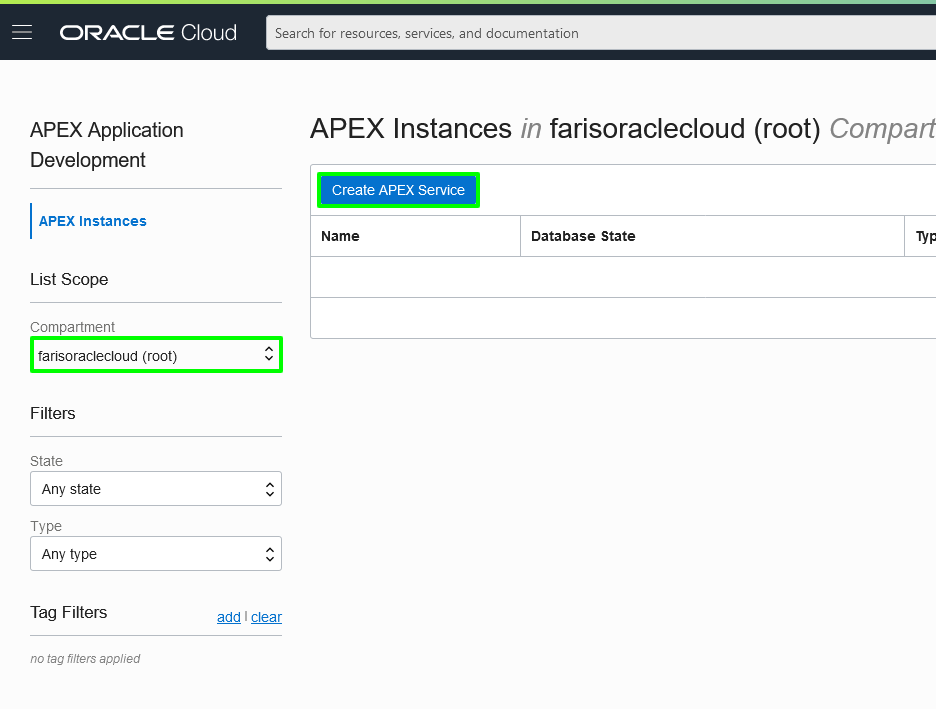 ORACLE Cloud
Search for resources, services, and documentation
APEX Application
Development
APEX Instances
List Scope
Compartment
farisoraclecloud (root)
Filters
State
Any state
Type
Any type
Tag Filters
add | clear
no tag filters applied
APEX Instances in farisoraclecloud (root) Compart
Create APEX Service
Name Database State Typ